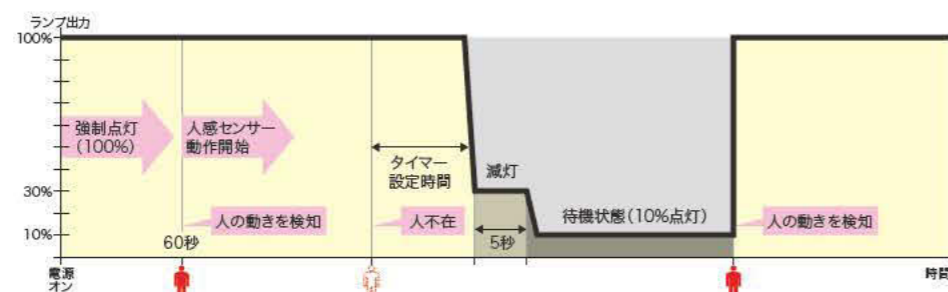 ランプ出力
100%
強制点灯
(100%)
人感センサー
動作開始
タイマー
設定時間
減灯
30%
待機状態(10%点灯)
人の動きを検知
人不在
人の動きを検知
10%
60秒
5秒
電源
オン
時間